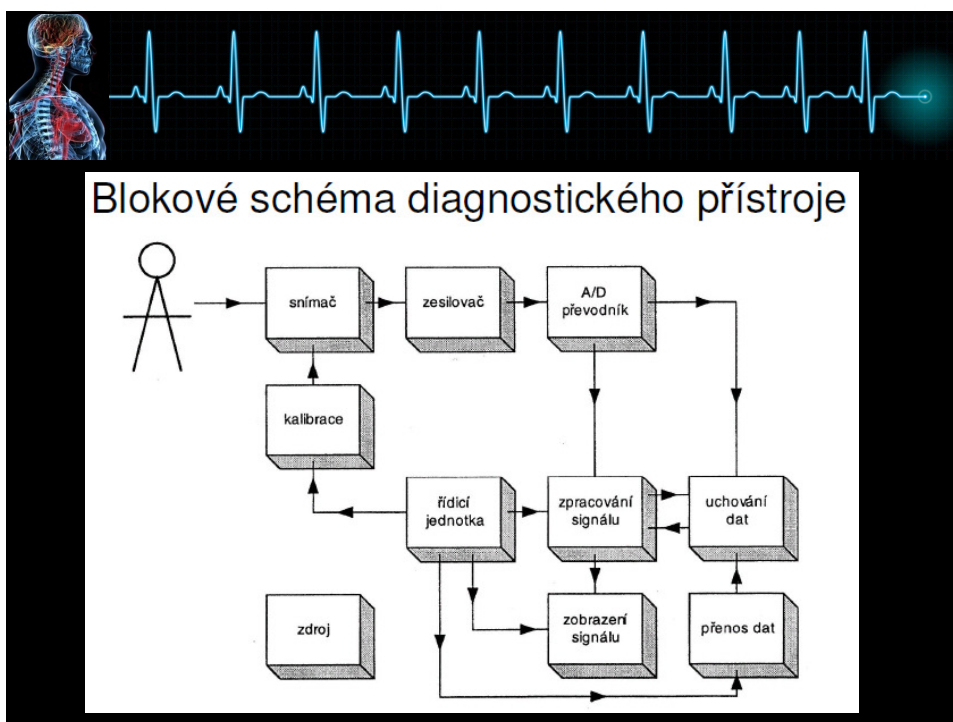 Blokové schéma diagnostického přístroje
snímač
zesilovač
A/D
převodník
kalibrace
řídicí
jednotka
zpracování
signálu
uchování
dat
zdroj
zobrazení
signálu
přenos dat